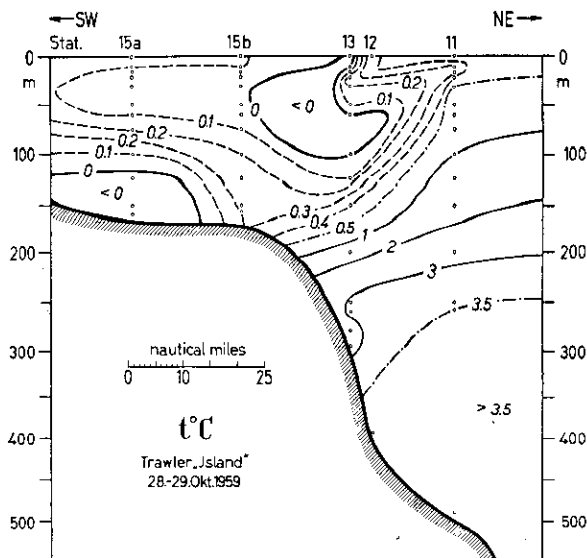 SW NE
Stat. 15a 15b 13 12 11
0 0
m m
0.2
0.1
0 < 0
0.1
0.2
0.2
0.1
100 100
0
< 0
0.3
0.4
0.5
1
2
200 200
3
3.5
nautical miles
300 300
0 10 25
> 3.5
t°C
400 400
Trawler „Jsland"
28.-29.Okt.1959
500 500